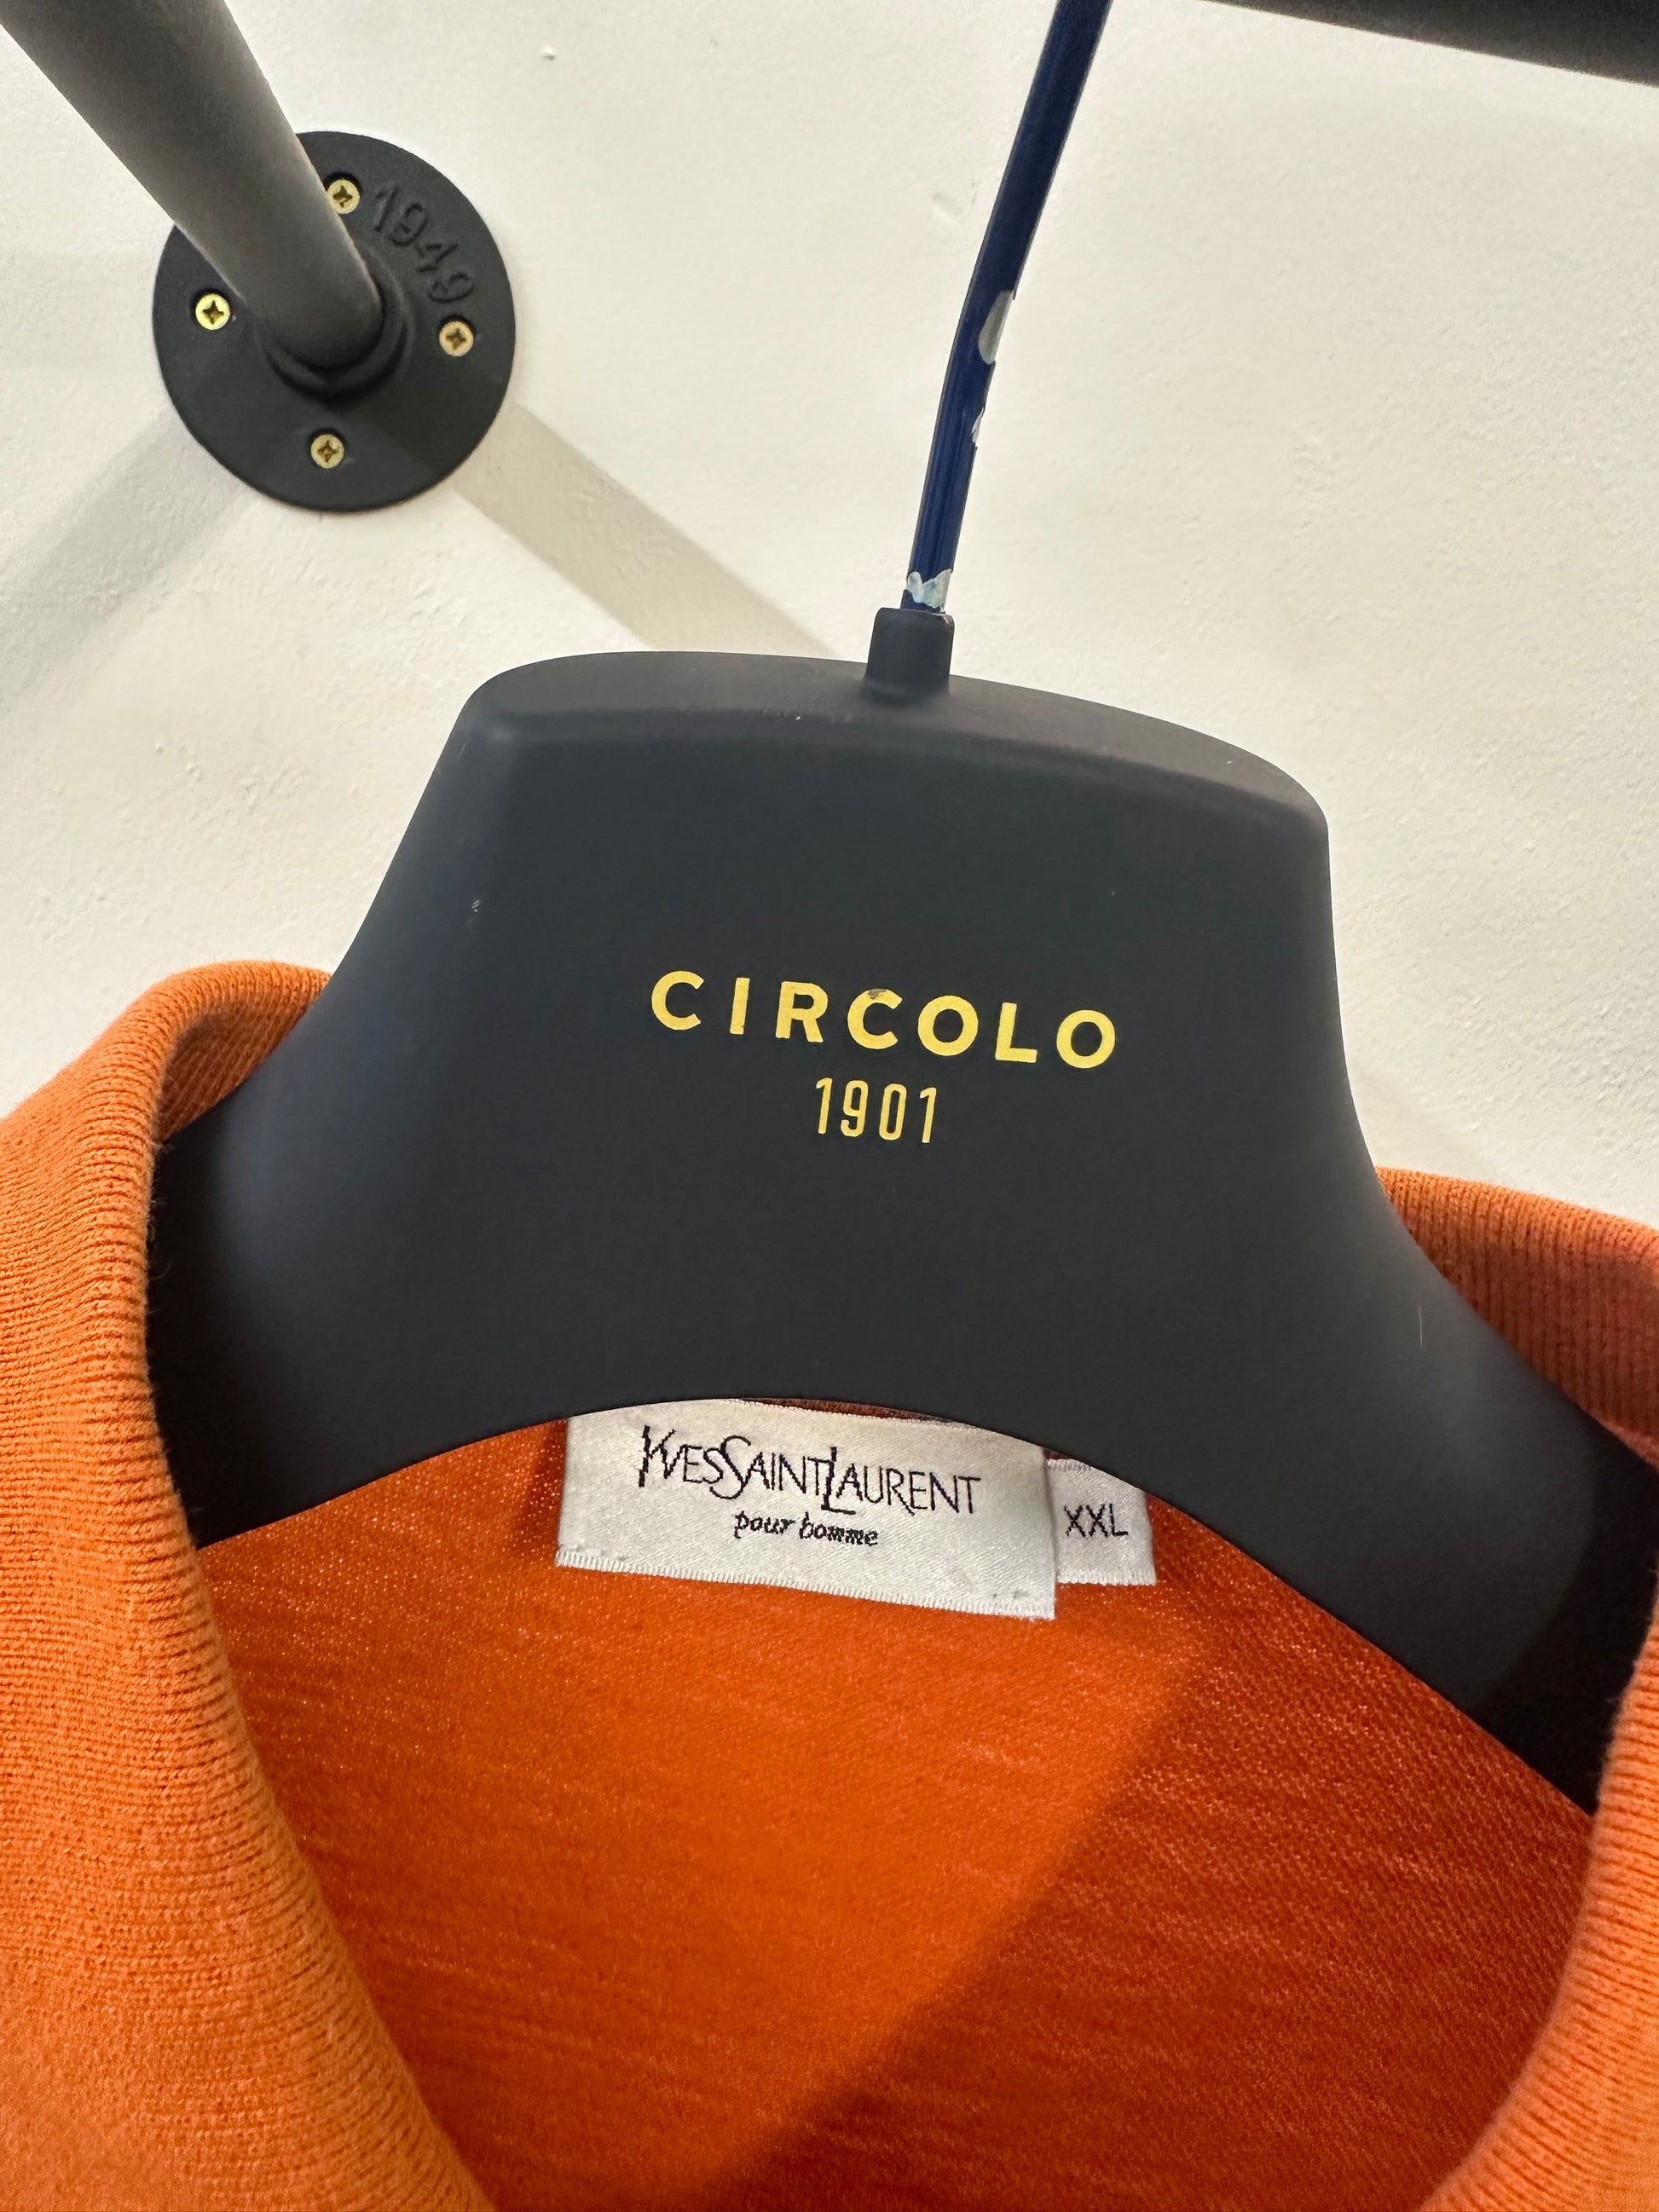 1949
CIRCOLO
1901
YVESSAINTLAURENT
pour homme
XXL